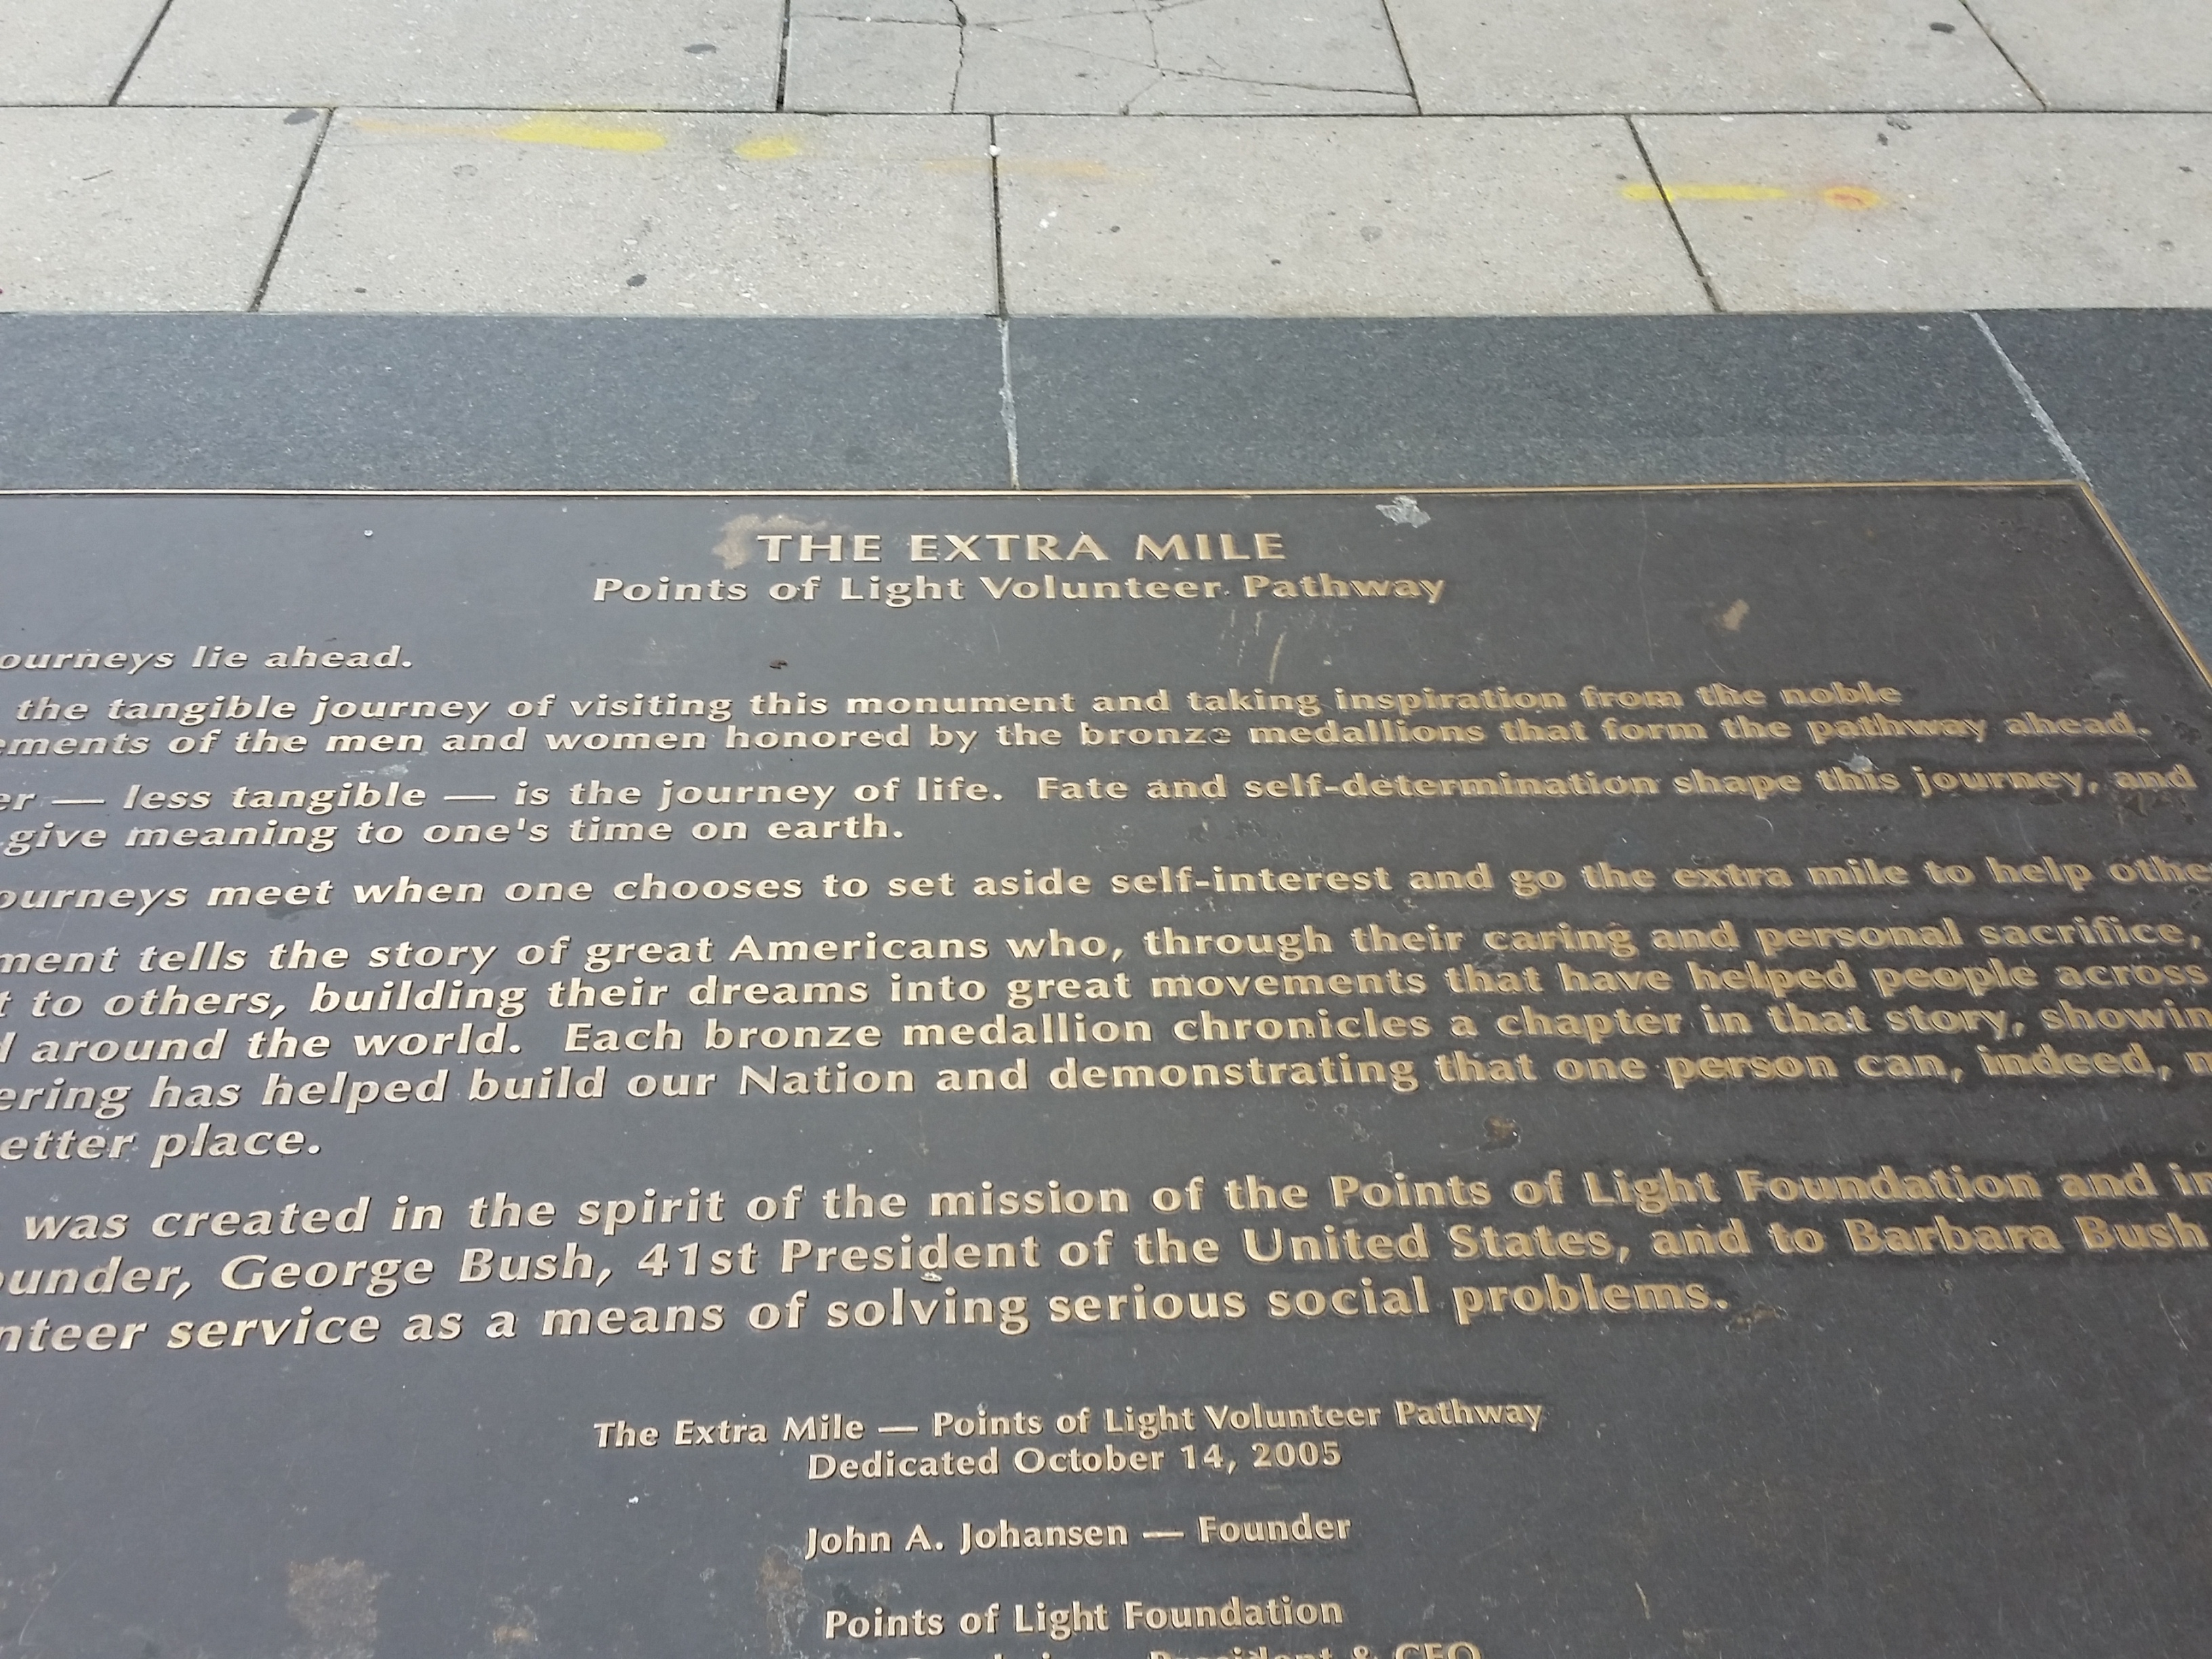 THE EXTRA MILE
Points of Light Volunteer Pathway
ourneys lie ahead.
the tangible journey of visiting this monument and taking inspiration from the noble
ements of the men and women honored by the bronze medallions that form the pathway ahead.
er — less tangible — is the journey of life. Fate and self-determination shape this journey, and
give meaning to one's time on earth.
ourneys meet when one chooses to set aside self-interest and go the extra mile to help othe
ment tells the story of great Americans who, through their caring and personal sacrifice,
t to others, building their dreams into great movements that have helped people across
d around the world. Each bronze medallion chronicles a chapter in that story, showin
ering has helped build our Nation and demonstrating that one person can, indeed, m
etter place.
was created in the spirit of the mission of the Points of Light Foundation and in
ounder, George Bush, 41st President of the United States, and to Barbara Bush
nteer service as a means of solving serious social problems.
The Extra Mile — Points of Light Volunteer Pathway
Dedicated October 14, 2005
John A. Johansen — Founder
Points of Light Foundation
President & CEO